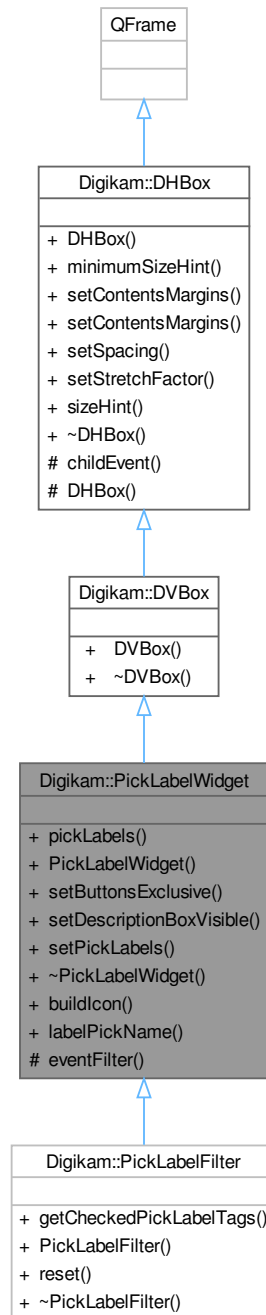 QFrame
Digikam::DHBox
+ DHBox()
+ minimumSizeHint()
+ setContentsMargins()
+ setContentsMargins()
+ setSpacing()
+ setStretchFactor()
+ sizeHint()
+ ~DHBox()
# childEvent()
# DHBox()
Digikam::DVBox
+ DVBox()
+ ~DVBox()
Digikam::PickLabelWidget
+ pickLabels()
+ PickLabelWidget()
+ setButtonsExclusive()
+ setDescriptionBoxVisible()
+ setPickLabels()
+ ~PickLabelWidget()
+ buildIcon()
+ labelPickName()
# eventFilter()
Digikam::PickLabelFilter
+ getCheckedPickLabelTags()
+ PickLabelFilter()
+ reset()
+ ~PickLabelFilter()